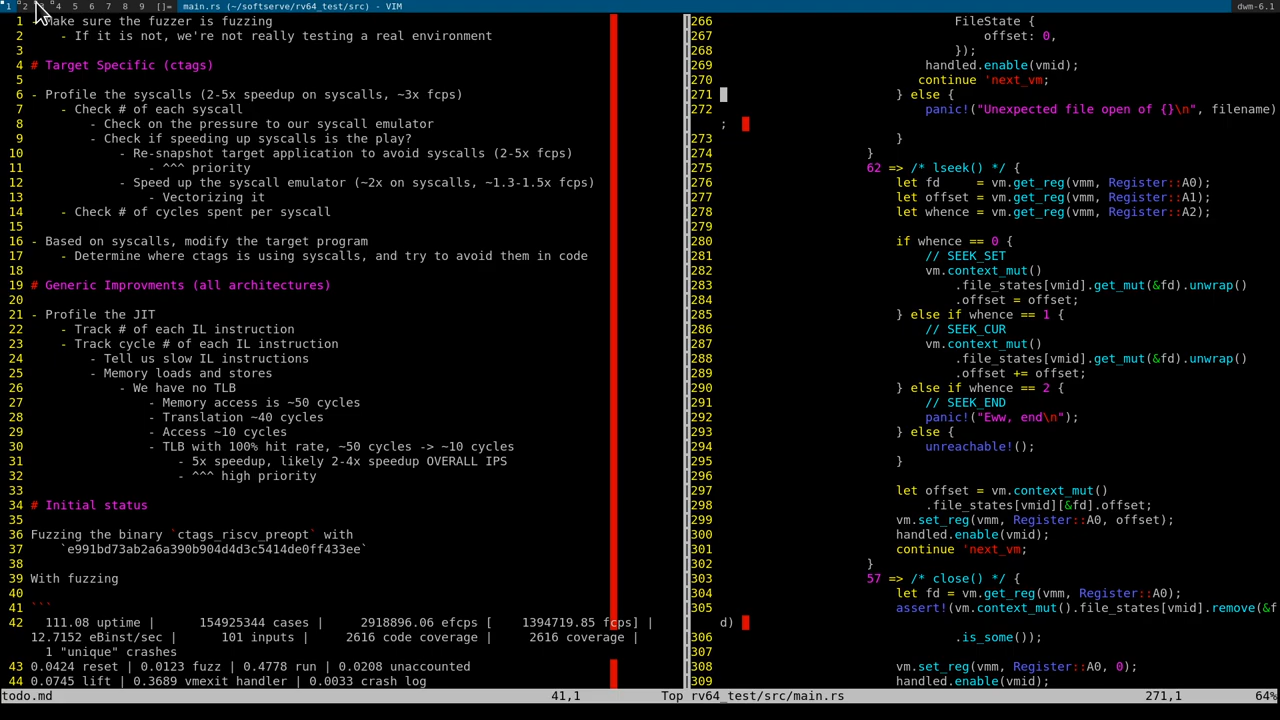 1 2 3 4 5 6 7 8 9 []= main.rs (~/softserve/rv64_test/src) - VIM dwm-6.1
1 - Make sure the fuzzer is fuzzing
2     - If it is not, we're not really testing a real environment
3
4 # Target Specific (ctags)
5
6 - Profile the syscalls (2-5x speedup on syscalls, ~3x fcps)
7     - Check # of each syscall
8         - Check on the pressure to our syscall emulator
9         - Check if speeding up syscalls is the play?
10             - Re-snapshot target application to avoid syscalls (2-5x fcps)
11                 - ^^^ priority
12             - Speed up the syscall emulator (~2x on syscalls, ~1.3-1.5x fcps)
13                 - Vectorizing it
14     - Check # of cycles spent per syscall
15
16 - Based on syscalls, modify the target program
17     - Determine where ctags is using syscalls, and try to avoid them in code
18
19 # Generic Improvments (all architectures)
20
21 - Profile the JIT
22     - Track # of each IL instruction
23     - Track cycle # of each IL instruction
24         - Tell us slow IL instructions
25         - Memory loads and stores
26             - We have no TLB
27                 - Memory access is ~50 cycles
28                 - Translation ~40 cycles
29                 - Access ~10 cycles
30                 - TLB with 100% hit rate, ~50 cycles -> ~10 cycles
31                     - 5x speedup, likely 2-4x speedup OVERALL IPS
32                     - ^^^ high priority
33
34 # Initial status
35
36 Fuzzing the binary `ctags_riscv_preopt` with
37     `e991bd73ab2a6a390b904d4d3c5414de0ff433ee`
38
39 With fuzzing
40
41 ```
42   111.08 uptime |     154925344 cases |     2918896.06 efcps [    1394719.85 fcps] |
12.7152 eBinst/sec |     101 inputs |     2616 code coverage |     2616 coverage |
  1 "unique" crashes
43 0.0424 reset | 0.0123 fuzz | 0.4778 run | 0.0208 unaccounted
44 0.0745 lift | 0.3689 vmexit handler | 0.0033 crash log
todo.md 41,1 Top
266 FileState {
267 offset: 0,
268 });
269 handled.enable(vmid);
270 continue 'next_vm;
271 } else {
272 panic!("Unexpected file open of {}\n", filename)
;
273 }
274 }
275 62 => /* lseek() */ {
276 let fd     = vm.get_reg(vmm, Register::A0);
277 let offset = vm.get_reg(vmm, Register::A1);
278 let whence = vm.get_reg(vmm, Register::A2);
279
280 if whence == 0 {
281 // SEEK_SET
282 vm.context_mut()
283 .file_states[vmid].get_mut(&fd).unwrap()
284 .offset = offset;
285 } else if whence == 1 {
286 // SEEK_CUR
287 vm.context_mut()
288 .file_states[vmid].get_mut(&fd).unwrap()
289 .offset += offset;
290 } else if whence == 2 {
291 // SEEK_END
292 panic!("Eww, end\n");
293 } else {
294 unreachable!();
295 }
296
297 let offset = vm.context_mut()
298 .file_states[vmid][&fd].offset;
299 vm.set_reg(vmm, Register::A0, offset);
300 handled.enable(vmid);
301 continue 'next_vm;
302 }
303 57 => /* close() */ {
304 let fd = vm.get_reg(vmm, Register::A0);
305 assert!(vm.context_mut().file_states[vmid].remove(&f
d)
306 .is_some());
307
308 vm.set_reg(vmm, Register::A0, 0);
309 handled.enable(vmid);
rv64_test/src/main.rs 271,1 64%